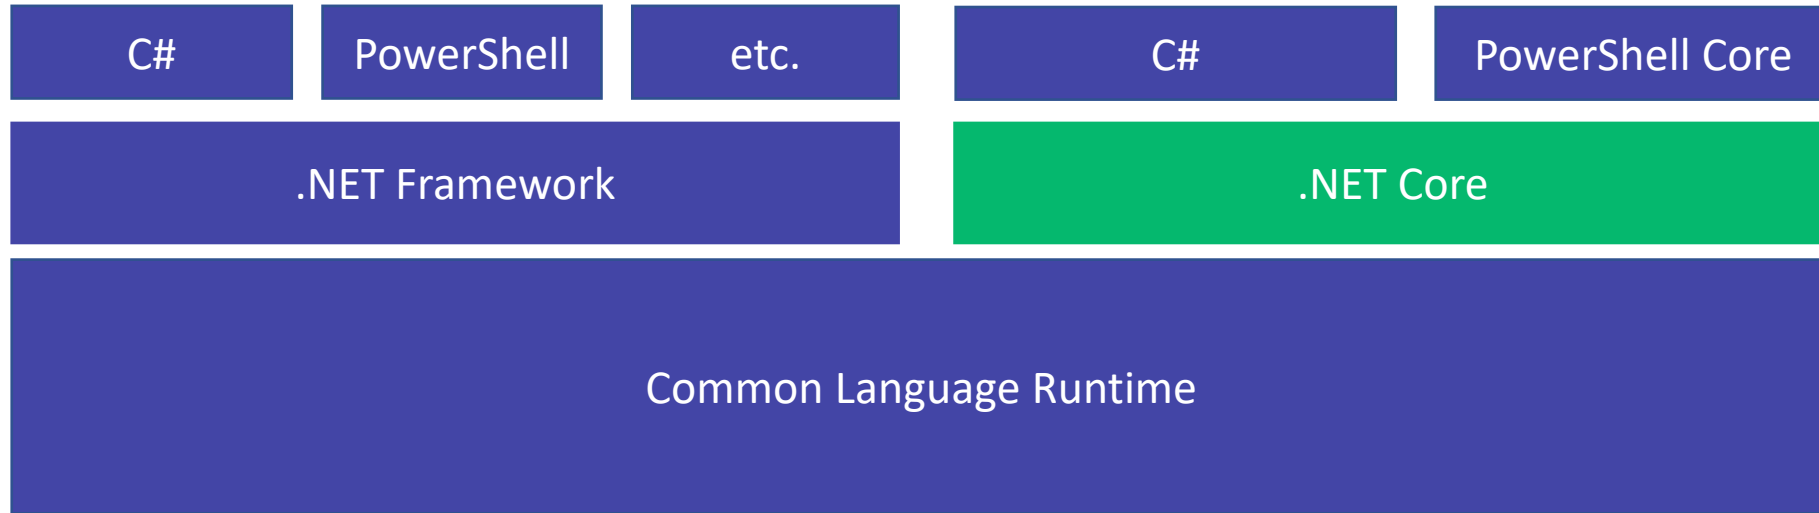 C#
PowerShell
etc.
C#
PowerShell Core
.NET Framework
.NET Core
Common Language Runtime